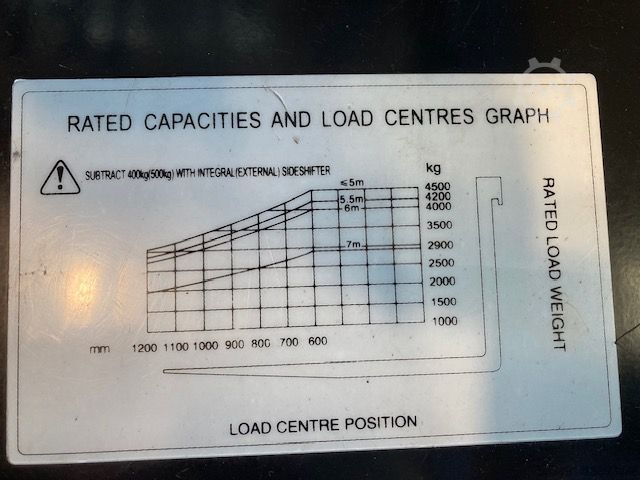 RATED CAPACITIES AND LOAD CENTRES GRAPH
SUBTRACT 400kg(500kg) WITH INTEGRAL(EXTERNAL) SIDESHIFTER
kg
≤5m
4500
5.5m
4200
6m
4000
3500
7m
2900
2500
2000
1500
1000
mm 1200 1100 1000 900 800 700 600
RATED LOAD WEIGHT
LOAD CENTRE POSITION